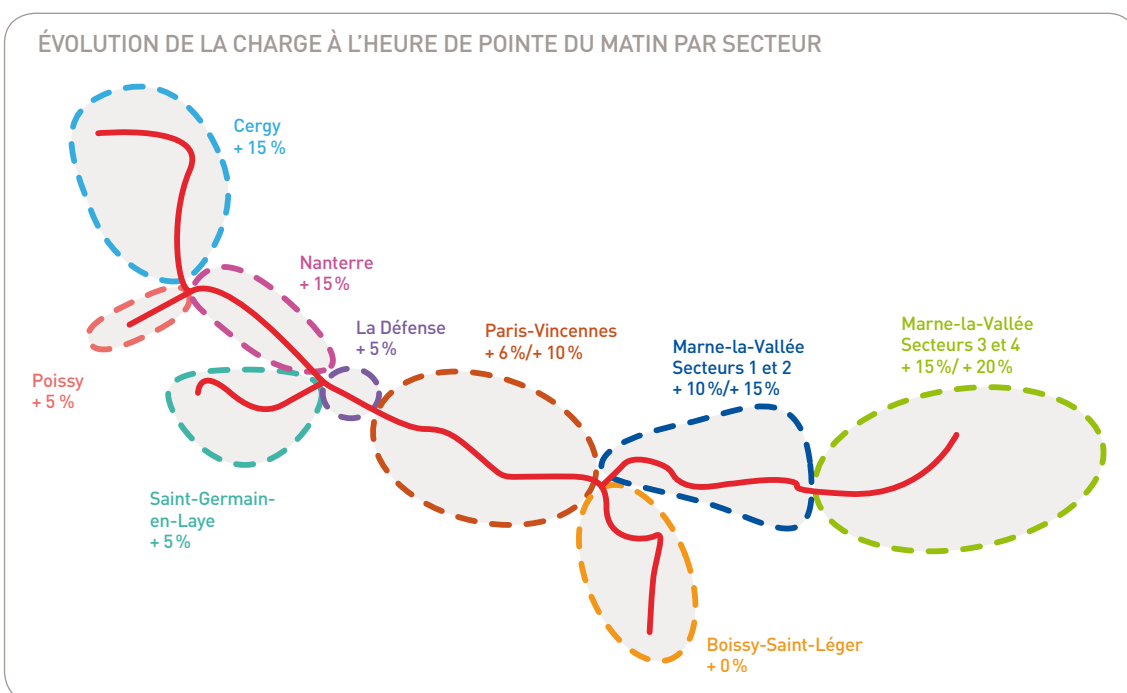 ÉVOLUTION DE LA CHARGE À L'HEURE DE POINTE DU MATIN PAR SECTEUR
Cergy
+ 15 %
Nanterre
+ 15%
La Défense
+ 5%
Paris-Vincennes
+ 6%/+ 10%
Marne-la-Vallée
Secteurs 1 et 2
+ 10%/+ 15%
Marne-la-Vallée
Secteurs 3 et 4
+ 15%/ + 20%
Poissy
+ 5 %
Saint-Germain-
en-Laye
+ 5%
Boissy-Saint-Léger
+ 0%